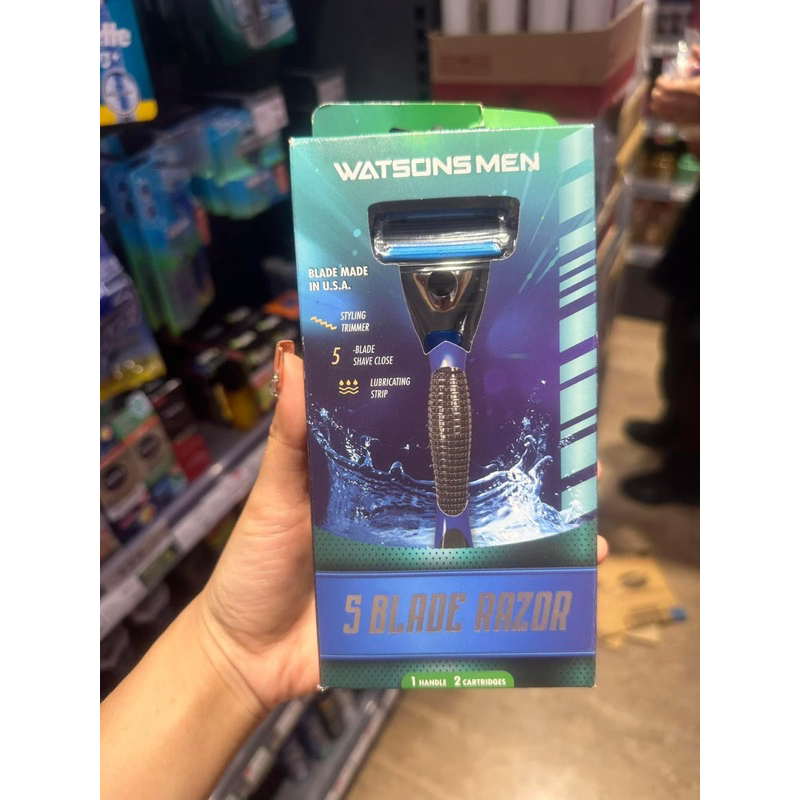 WATSONS MEN
BLADE MADE
IN U.S.A.
STYLING
TRIMMER
5 -BLADE
SHAVE CLOSE
LUBRICATING
STRIP
5 BLADE RAZOR
1 HANDLE 2 CARTRIDGES